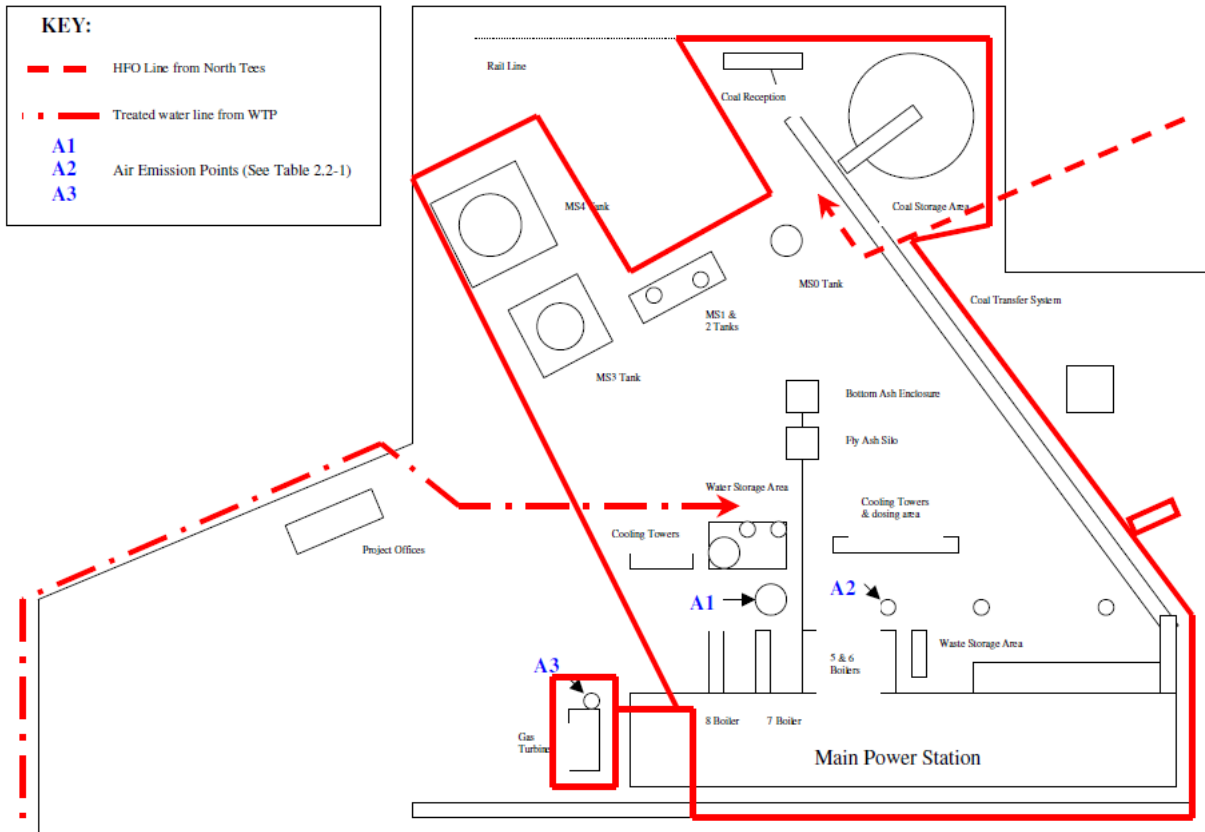 KEY:
HFO Line from North Tees
Treated water line from WTP
A1
A2
Air Emission Points (See Table 2.2-1)
A3
Rail Line
Coal Reception
Coal Storage Area
MS4 Tank
MS0 Tank
MS1 &
2 Tanks
Coal Transfer System
MS3 Tank
Bottom Ash Enclosure
Fly Ash Silo
Water Storage Area
Cooling Towers
& dosing area
Cooling Towers
Project Offices
A1
A2
Waste Storage Area
5 & 6
Boilers
A3
8 Boiler
7 Boiler
Gas
Turbine
Main Power Station